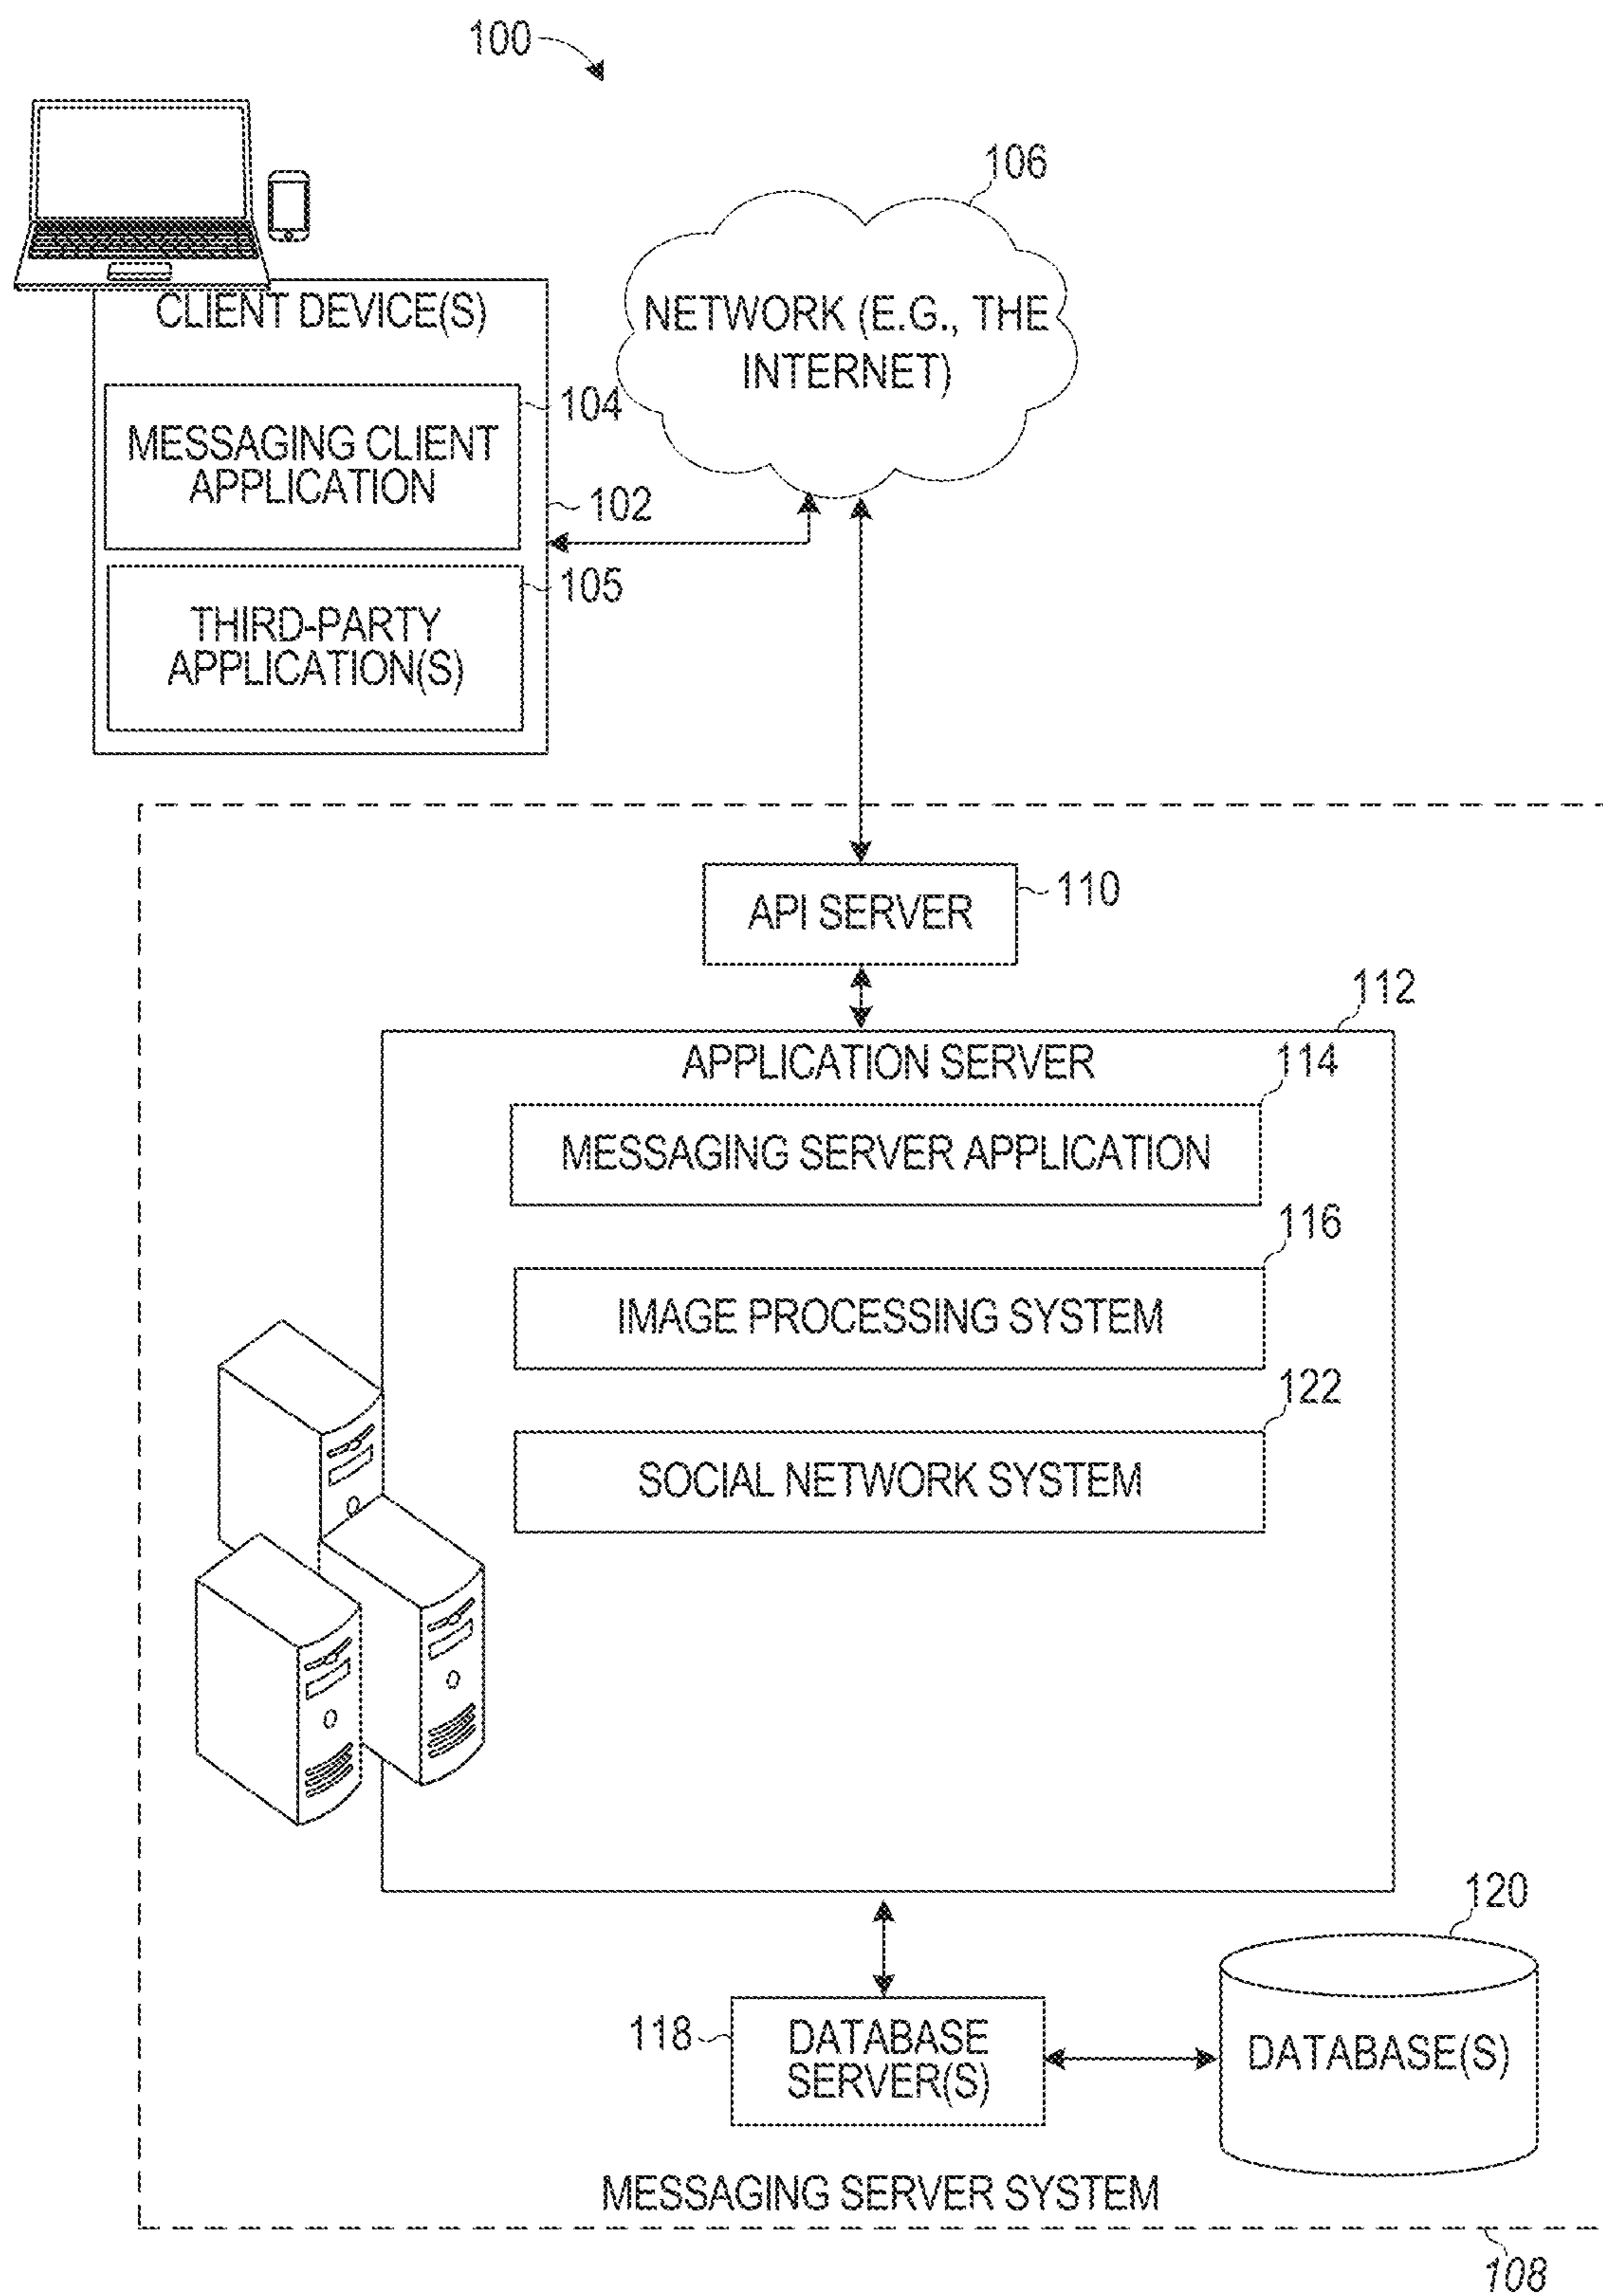 100
106
CLIENT DEVICE(S)
NETWORK (E.G., THE
INTERNET)
104
MESSAGING CLIENT
APPLICATION
102
105
THIRD-PARTY
APPLICATION(S)
API SERVER
110
112
APPLICATION SERVER
114
MESSAGING SERVER APPLICATION
116
IMAGE PROCESSING SYSTEM
122
SOCIAL NETWORK SYSTEM
120
118
DATABASE
SERVER(S)
DATABASE(S)
MESSAGING SERVER SYSTEM
108